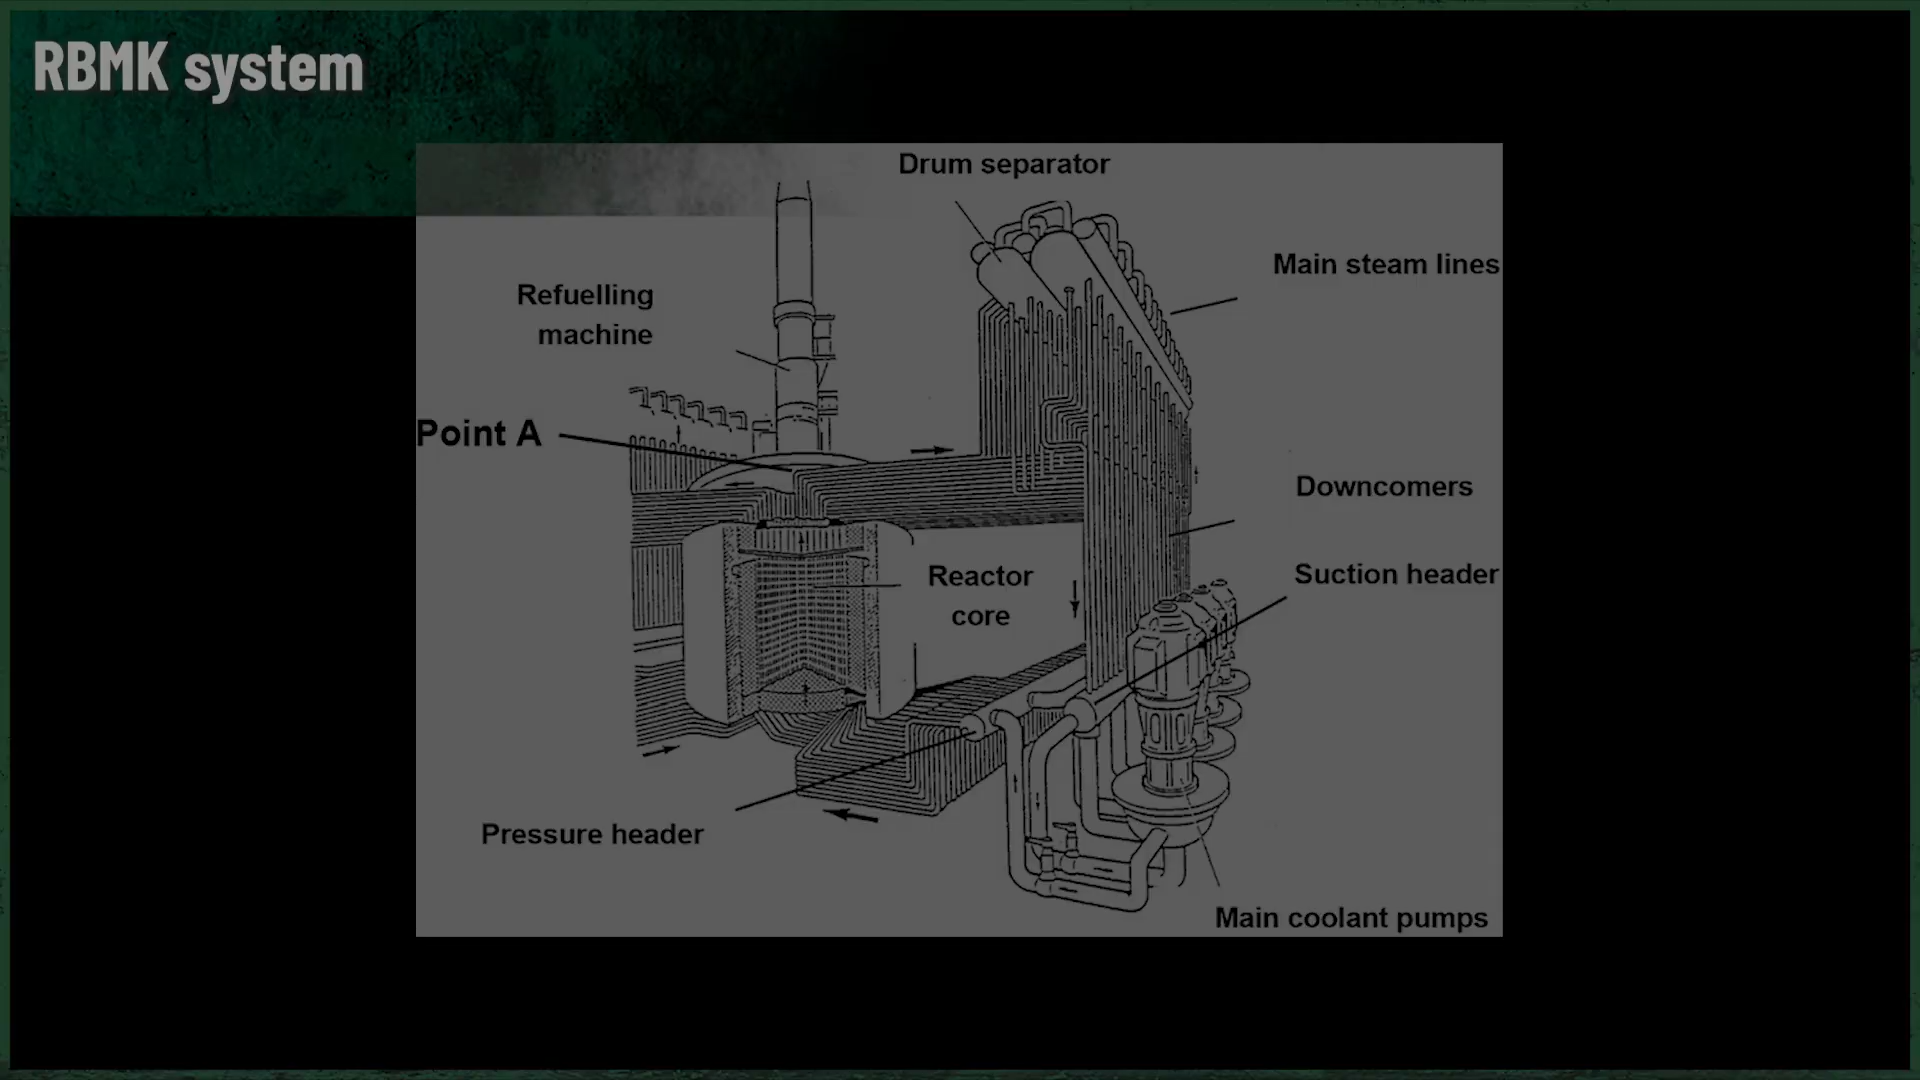 RBMK system
Drum separator
Main steam lines
Refuelling
machine
Point A
Downcomers
Reactor
core
Suction header
Pressure header
Main coolant pumps